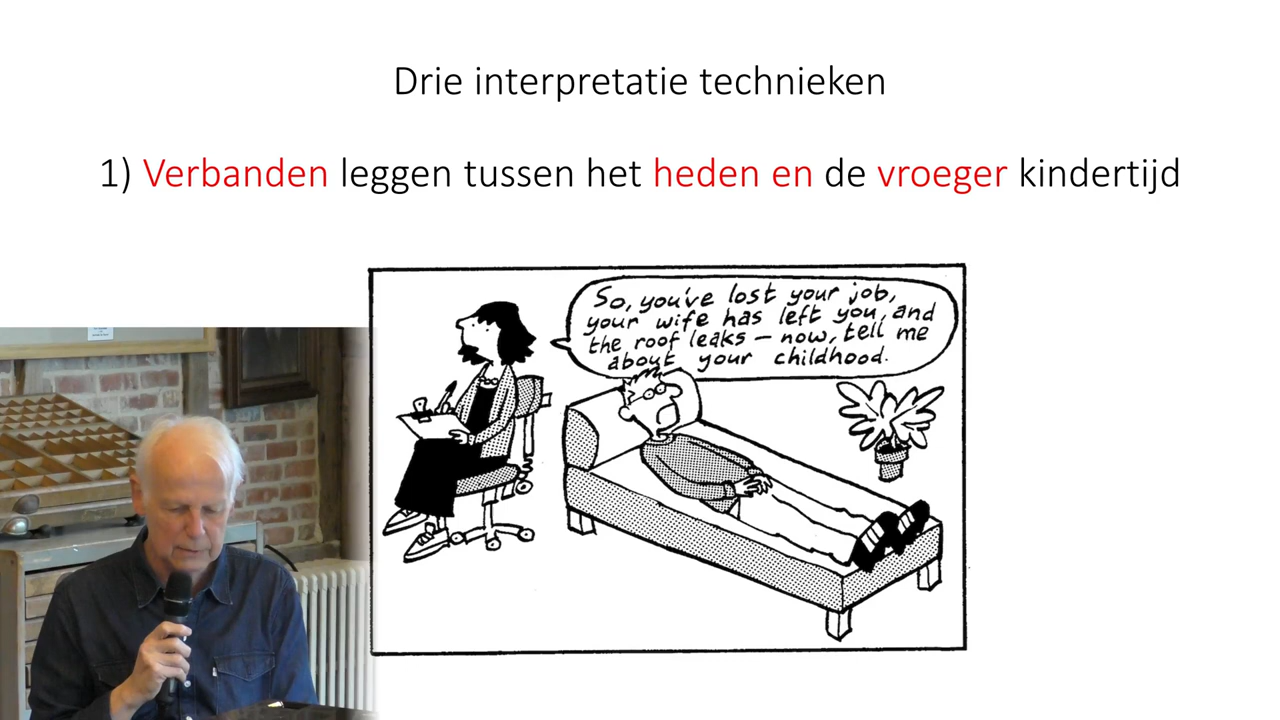 Drie interpretatie technieken
1) Verbanden leggen tussen het heden en de vroeger kindertijd
So, you've lost your job,
your wife has left you, and
the roof leaks – now, tell me
about your childhood.